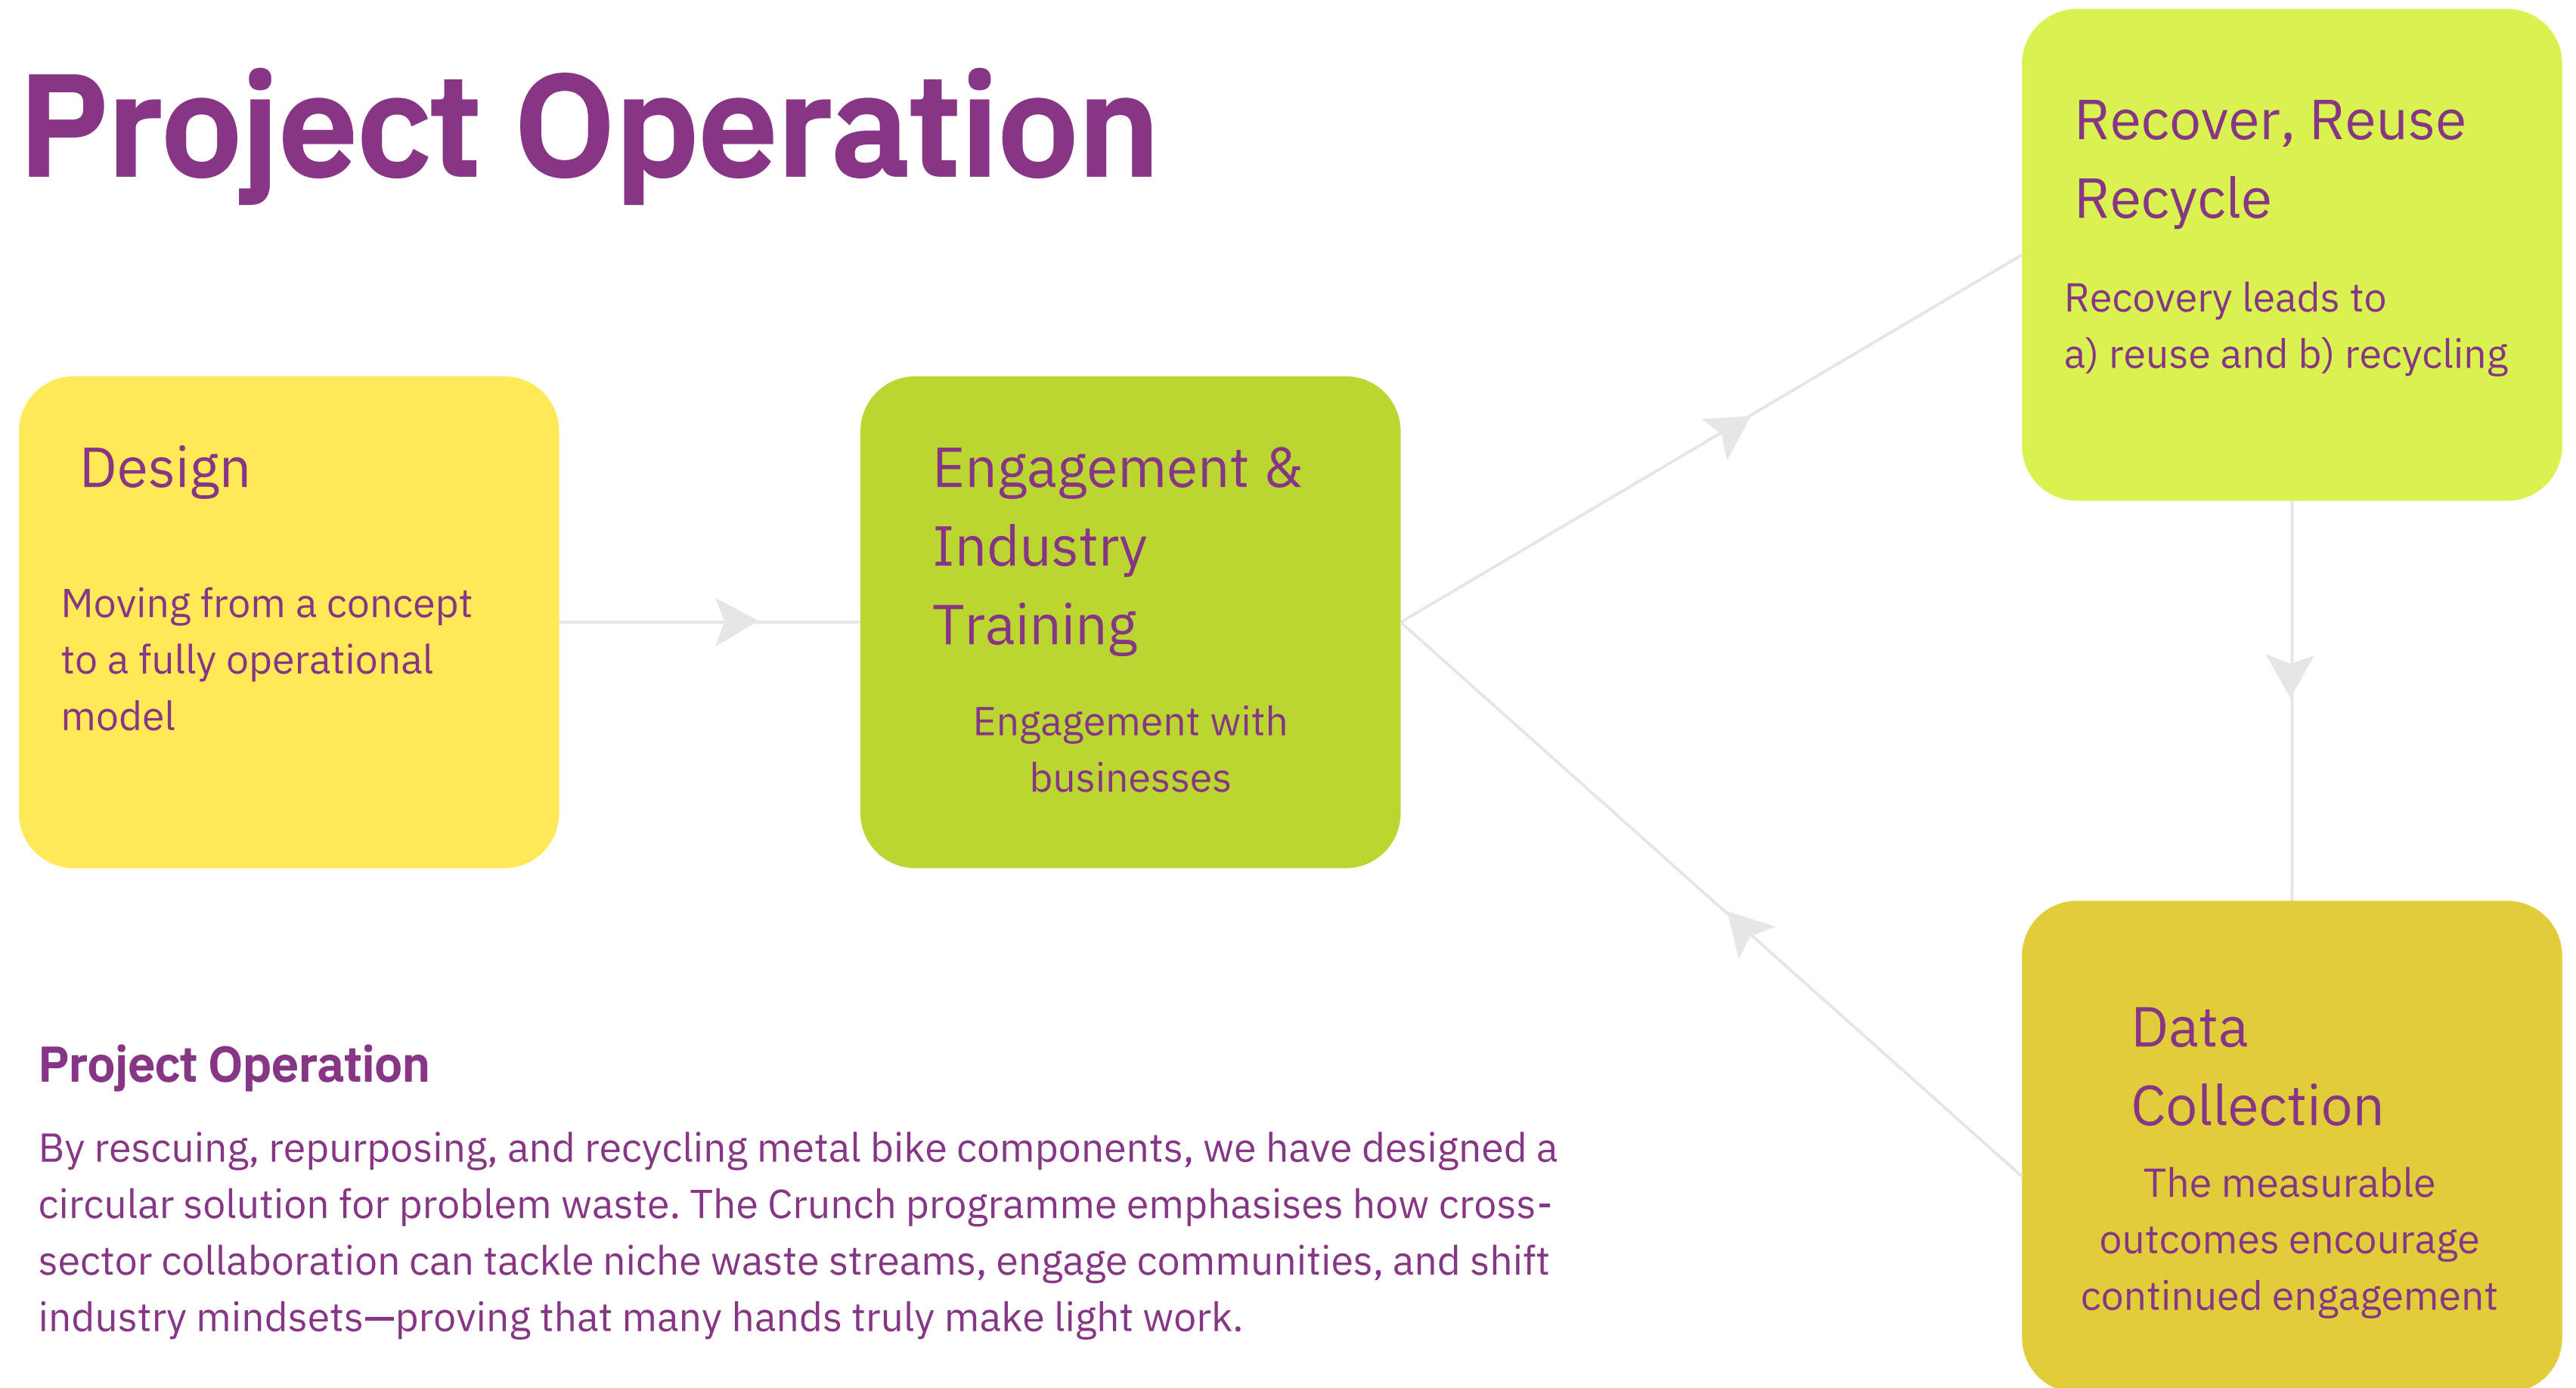 Project Operation
Design
Moving from a concept
to a fully operational
model
Engagement &
Industry
Training
Engagement with
businesses
Recover, Reuse
Recycle
Recovery leads to
a) reuse and b) recycling
Data
Collection
The measurable
outcomes encourage
continued engagement
Project Operation
By rescuing, repurposing, and recycling metal bike components, we have designed a
circular solution for problem waste. The Crunch programme emphasises how cross-
sector collaboration can tackle niche waste streams, engage communities, and shift
industry mindsets—proving that many hands truly make light work.